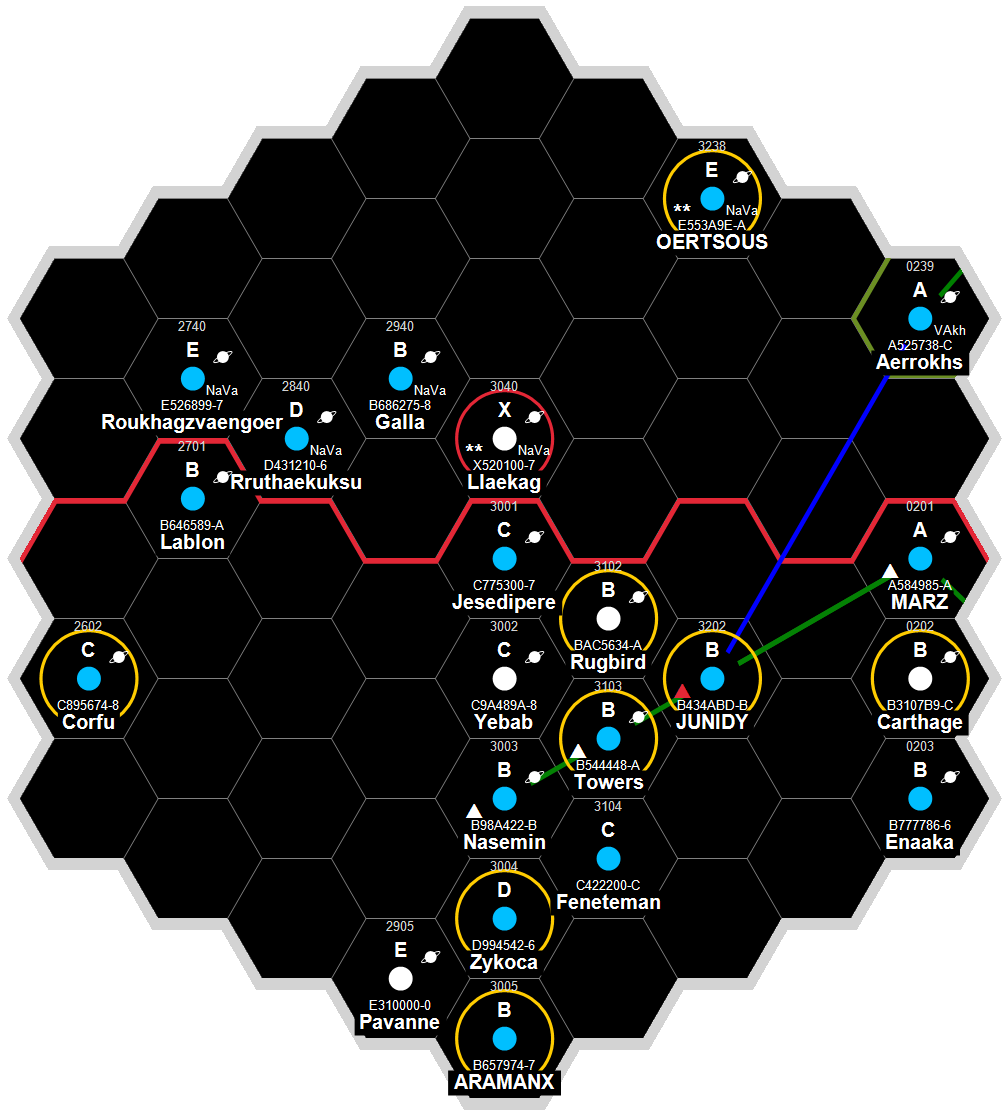 3238
E
** NaVa
E553A9E-A
OERTSOUS
0239
A
VAkh
A525738-C
Aerrokhs
2740
E
NaVa
E526899-7
Roukhagzvaengoer
2940
B
NaVa
B686275-8
Galla
2840
D
NaVa
D431210-6
Rruthaekuksu
3040
X
** NaVa
X520100-7
Llaekag
2701
B
B646589-A
Lablon
3001
C
C775300-7
Jesedipere
0201
A
A584985-A
MARZ
3102
B
BAC5634-A
Rugbird
2602
C
C895674-8
Corfu
3002
C
C9A489A-8
Yebab
3202
B
B434ABD-B
JUNIDY
0202
B
B3107B9-C
Carthage
3103
B
B544448-A
Towers
3003
B
B98A422-B
Nasemin
0203
B
B777786-6
Enaaka
3104
C
C422200-C
Feneteman
3004
D
D994542-6
Zykoca
2905
E
E310000-0
Pavanne
3005
B
B657974-7
ARAMANX